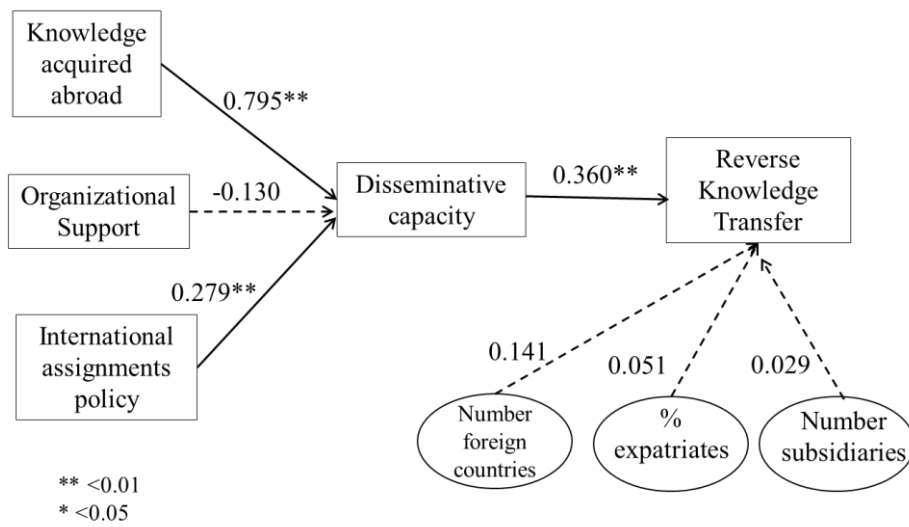 Knowledge
acquired
abroad
0.795**
Organizational
Support
-0.130
Disseminative
capacity
0.360**
Reverse
Knowledge
Transfer
0.279**
International
assignments
policy
0.141
0.051
0.029
Number
foreign
countries
%
expatriates
Number
subsidiaries
** <0.01
* <0.05